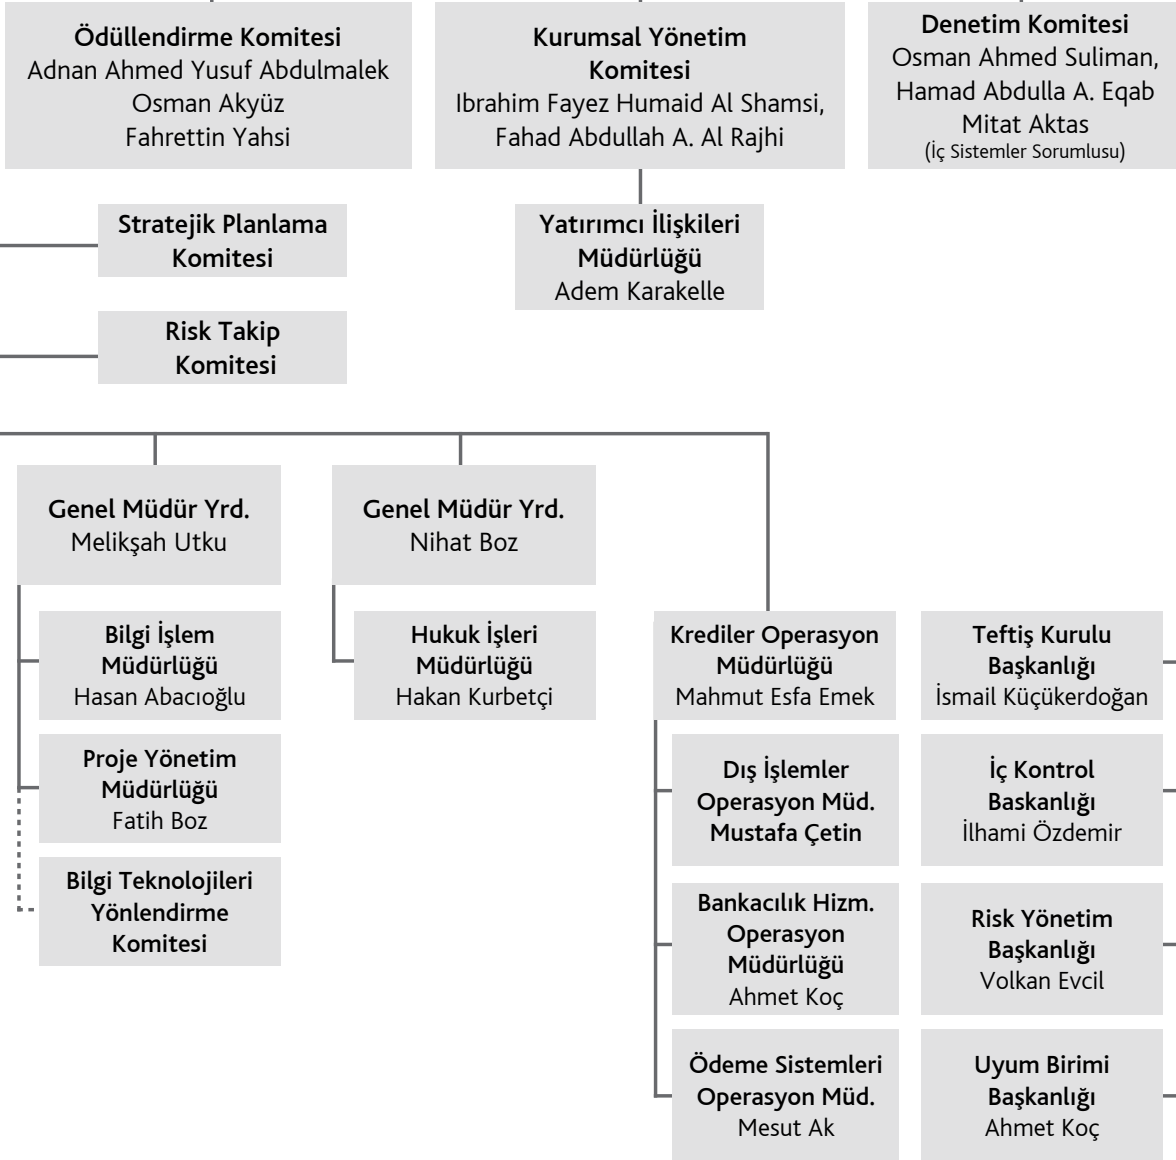 Ödüllendirme Komitesi
Adnan Ahmed Yusuf Abdulmalek
Osman Akyüz
Fahrettin Yahsi
Kurumsal Yönetim
Komitesi
Ibrahim Fayez Humaid Al Shamsi,
Fahad Abdullah A. Al Rajhi
Denetim Komitesi
Osman Ahmed Suliman,
Hamad Abdulla A. Eqab
Mitat Aktas
(İç Sistemler Sorumlusu)
Stratejik Planlama
Komitesi
Yatırımcı İlişkileri
Müdürlüğü
Adem Karakelle
Risk Takip
Komitesi
Genel Müdür Yrd.
Melikşah Utku
Genel Müdür Yrd.
Nihat Boz
Bilgi İşlem
Müdürlüğü
Hasan Abacıoğlu
Hukuk İşleri
Müdürlüğü
Hakan Kurbetçi
Krediler Operasyon
Müdürlüğü
Mahmut Esfa Emek
Teftiş Kurulu
Başkanlığı
İsmail Küçükerdoğan
Proje Yönetim
Müdürlüğü
Fatih Boz
Dış İşlemler
Operasyon Müd.
Mustafa Çetin
İç Kontrol
Baskanlığı
İlhami Özdemir
Bilgi Teknolojileri
Yönlendirme
Komitesi
Bankacılık Hizm.
Operasyon
Müdürlüğü
Ahmet Koç
Risk Yönetim
Başkanlığı
Volkan Evcil
Ödeme Sistemleri
Operasyon Müd.
Mesut Ak
Uyum Birimi
Başkanlığı
Ahmet Koç